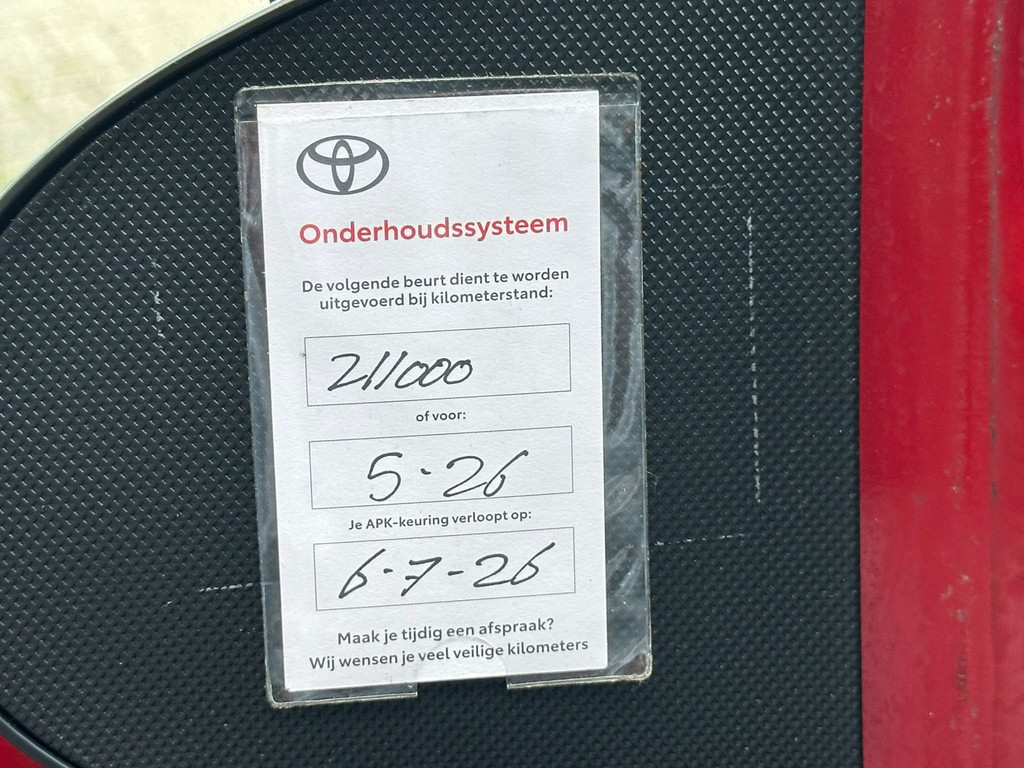 Onderhoudssysteem
De volgende beurt dient te worden
uitgevoerd bij kilometerstand:
211000
of voor:
5-26
Je APK-keuring verloopt op:
6-7-26
Maak je tijdig een afspraak?
Wij wensen je veel veilige kilometers